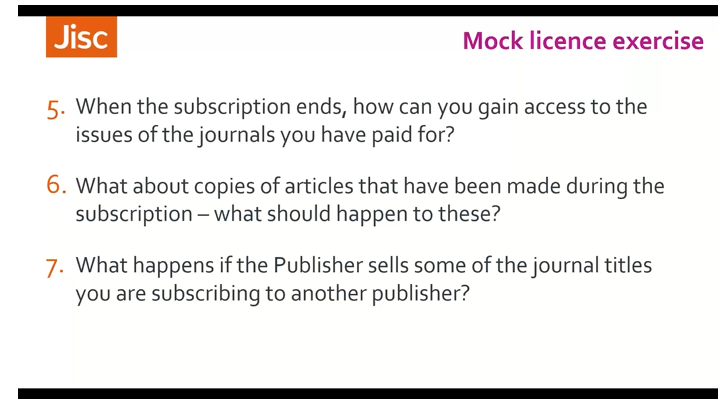 Jisc
Mock licence exercise
5. When the subscription ends, how can you gain access to the
issues of the journals you have paid for?
6. What about copies of articles that have been made during the
subscription – what should happen to these?
7. What happens if the Publisher sells some of the journal titles
you are subscribing to another publisher?